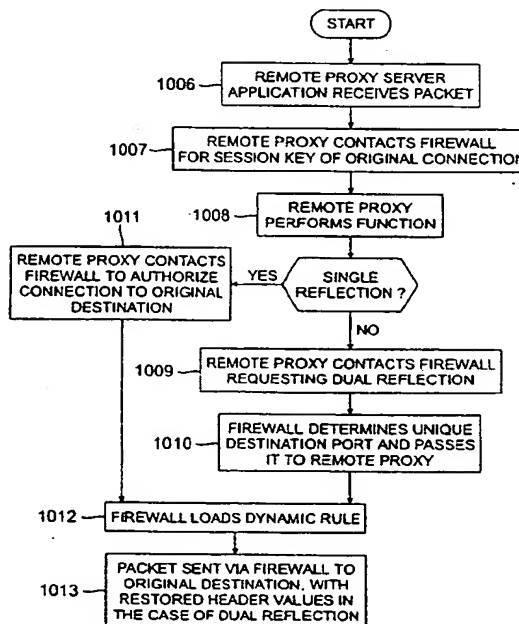 START
1006
REMOTE PROXY SERVER
APPLICATION RECEIVES PACKET
1007
REMOTE PROXY CONTACTS FIREWALL
FOR SESSION KEY OF ORIGINAL CONNECTION
1008
REMOTE PROXY
PERFORMS FUNCTION
1011
REMOTE PROXY CONTACTS
FIREWALL TO AUTHORIZE
CONNECTION TO ORIGINAL
DESTINATION
YES
SINGLE
REFLECTION ?
NO
1009
REMOTE PROXY CONTACTS FIREWALL
REQUESTING DUAL REFLECTION
1010
FIREWALL DETERMINES UNIQUE
DESTINATION PORT AND PASSES
IT TO REMOTE PROXY
1012
FIREWALL LOADS DYNAMIC RULE
1013
PACKET SENT VIA FIREWALL TO
ORIGINAL DESTINATION, WITH
RESTORED HEADER VALUES IN
THE CASE OF DUAL REFLECTION